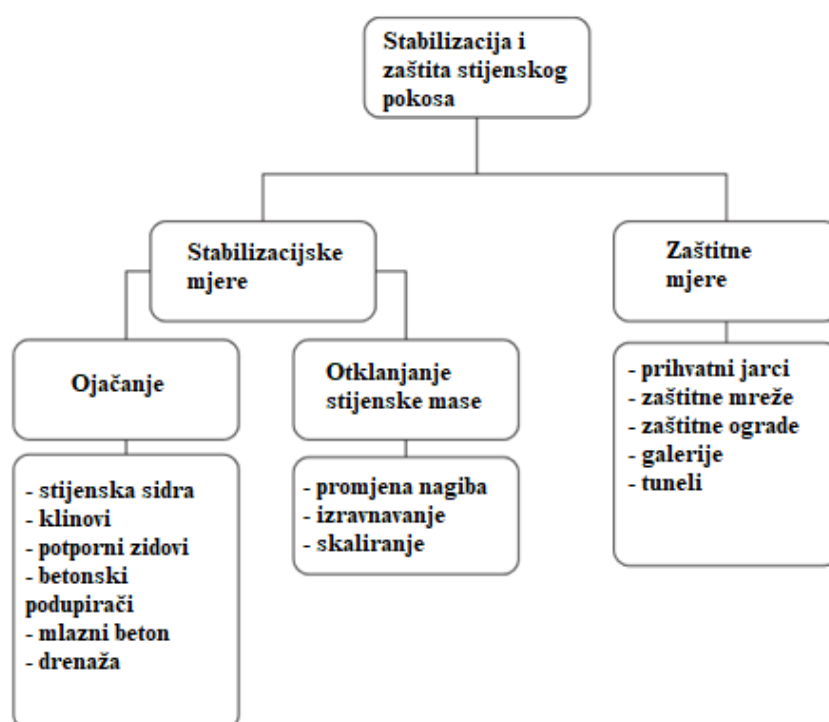 Stabilizacija i
zaštita stijenskog
pokosa
Stabilizacijske
mjere
Zaštitne
mjere
Ojačanje
Otklanjanje
stijenske mase
- prihvatni jarci
- zaštitne mreže
- zaštitne ograde
- galerije
- tuneli
- stijenska sidra
- klinovi
- potporni zidovi
- betonski
podupirači
- mlazni beton
- drenaža
- promjena nagiba
- izravnavanje
- skaliranje